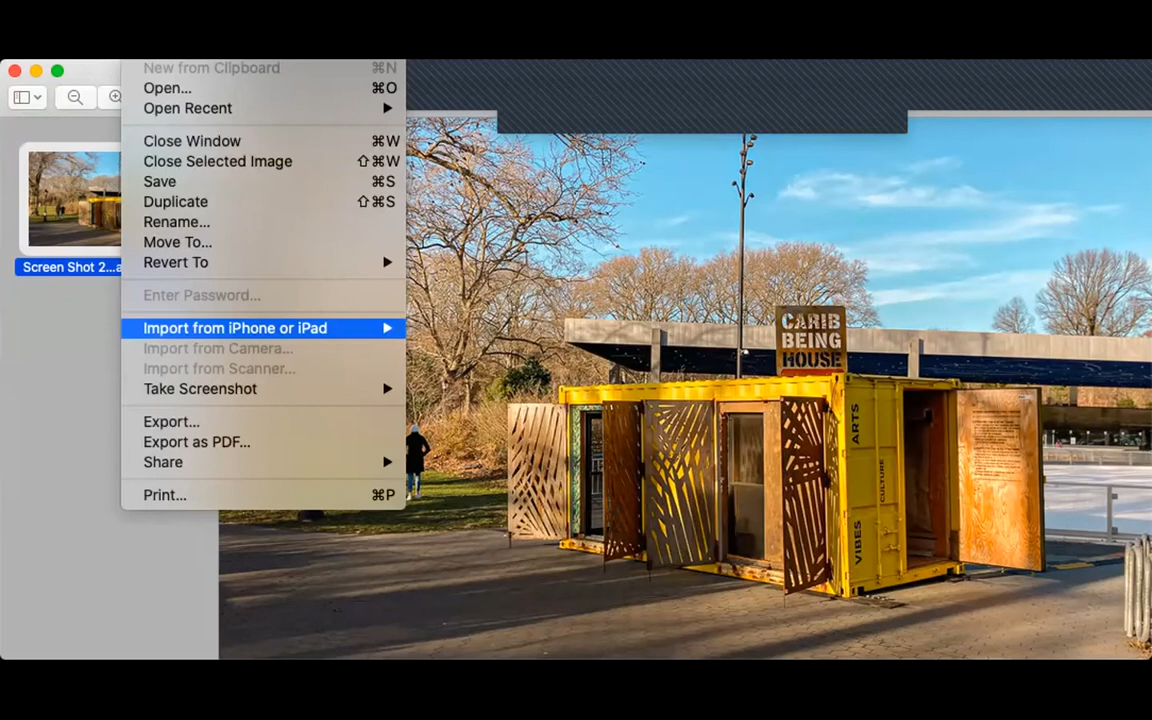 New from Clipboard ⌘N
Open... ⌘O
Open Recent
Close Window ⌘W
Close Selected Image ⇧⌘W
Save ⌘S
Duplicate ⇧⌘S
Rename...
Move To...
Revert To
Enter Password...
Import from iPhone or iPad
Import from Camera...
Import from Scanner...
Take Screenshot
Export...
Export as PDF...
Share
Print... ⌘P
Screen Shot 2...a
CARIB
BEING
HOUSE
ARTS
CULTURE
VIBES